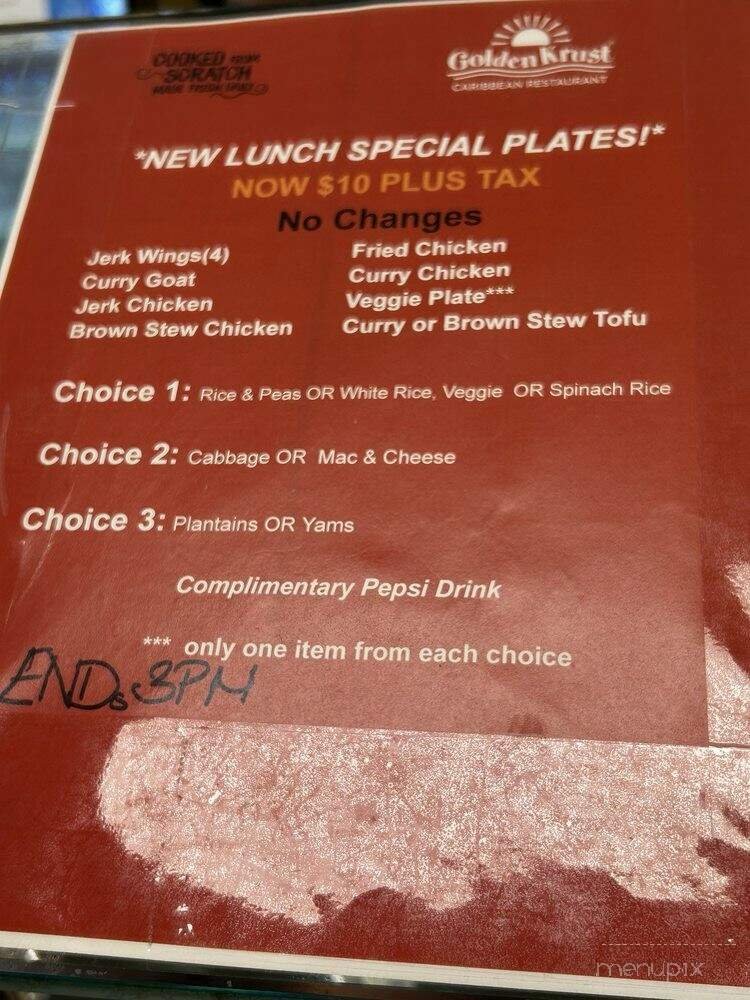 COOKED FROM
SCRATCH
MADE FRESH DAILY
Golden Krust
CARIBBEAN RESTAURANT
*NEW LUNCH SPECIAL PLATES!*
NOW $10 PLUS TAX
No Changes
Jerk Wings(4)
Curry Goat
Jerk Chicken
Brown Stew Chicken
Fried Chicken
Curry Chicken
Veggie Plate***
Curry or Brown Stew Tofu
Choice 1: Rice & Peas OR White Rice, Veggie OR Spinach Rice
Choice 2: Cabbage OR Mac & Cheese
Choice 3: Plantains OR Yams
Complimentary Pepsi Drink
*** only one item from each choice
ENDs 3PM
menupix